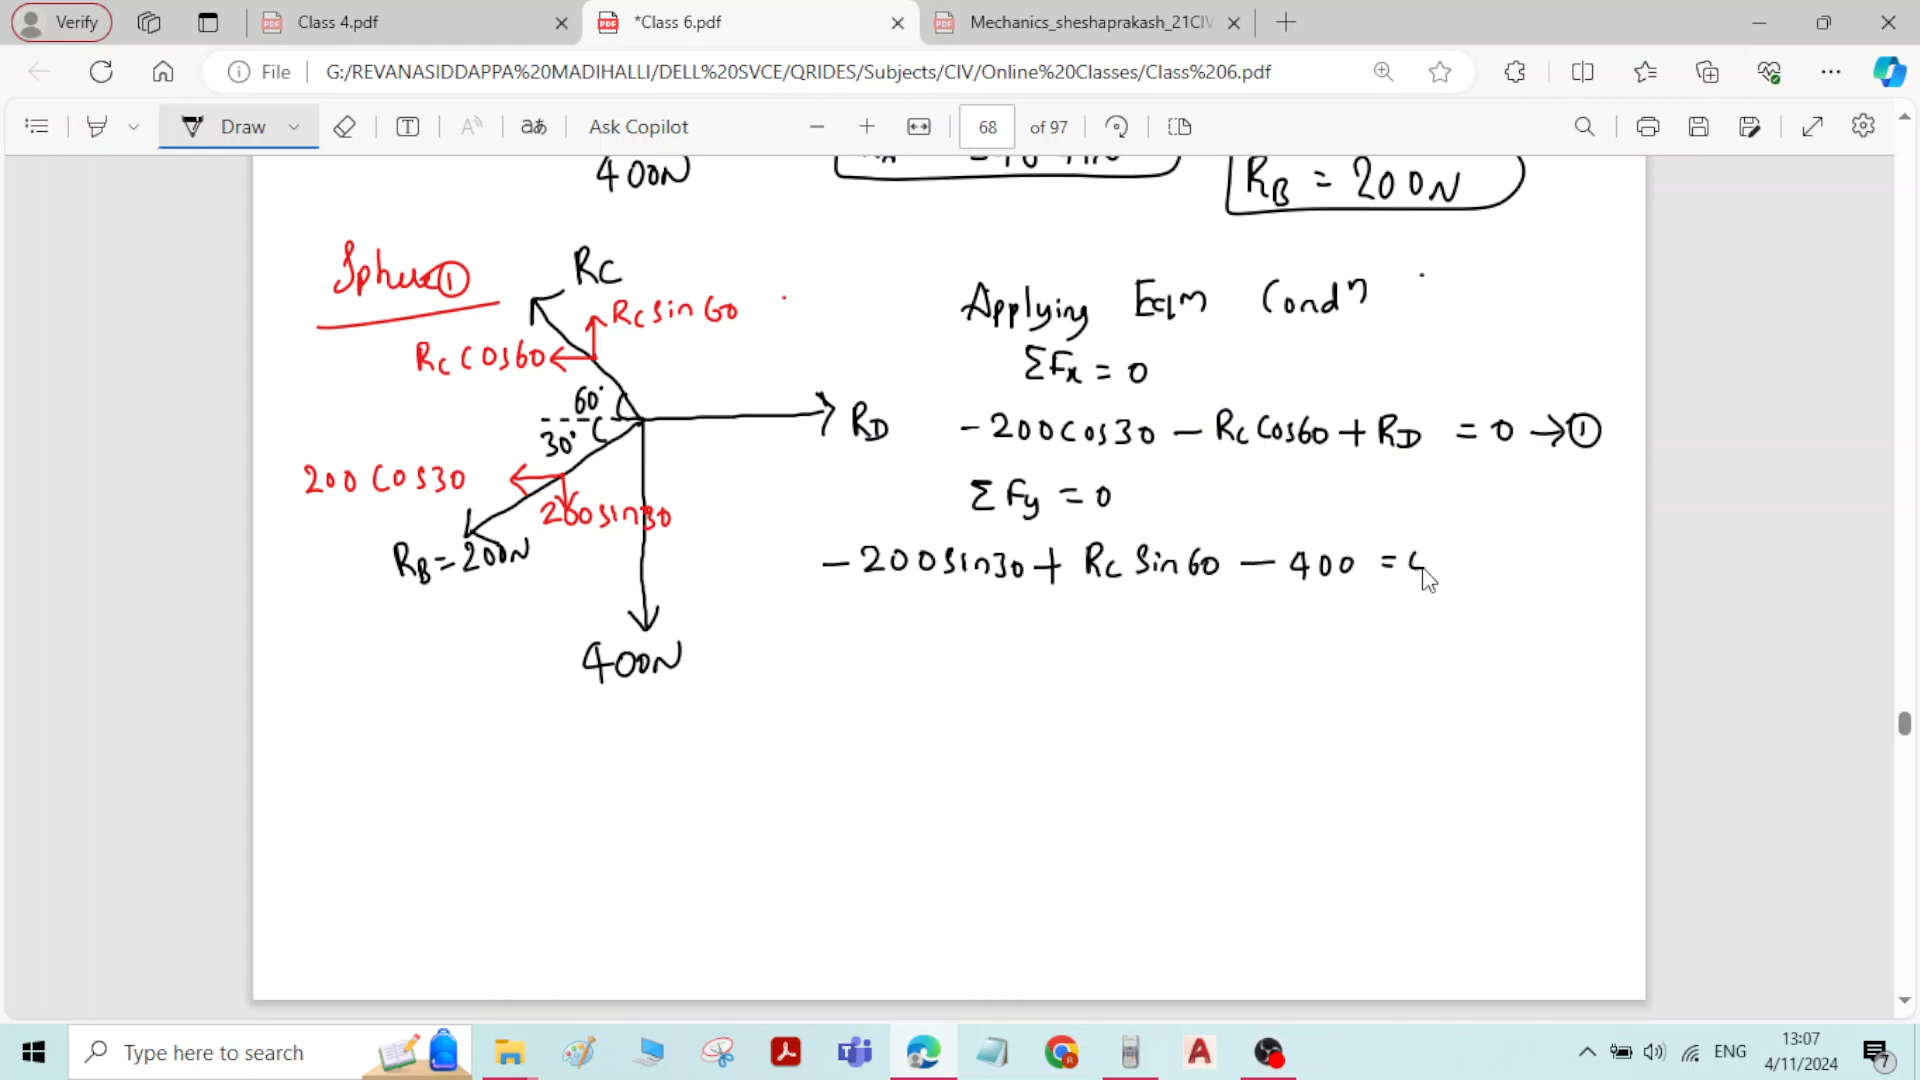 Verify
Class 4.pdf
*Class 6.pdf
Mechanics_sheshaprakash_21CIV
File
G:/REVANASIDDAPPA%20MADIHALLI/DELL%20SVCE/QRIDES/Subjects/CIV/Online%20Classes/Class%206.pdf
Draw
Ask Copilot
68 of 97
400N
RB = 200N
Sphere ①
RC
Rc sin 60
Rc cos60
60°
30°
RD
200 cos30
200 sin30
RB = 200N
400N
Applying Eqm Condn
ΣFx = 0
- 200cos30 - Rc Cos60 + RD = 0 → ①
ΣFy = 0
- 200sin30 + Rc Sin 60 - 400 =
Type here to search
ENG
13:07
4/11/2024
7